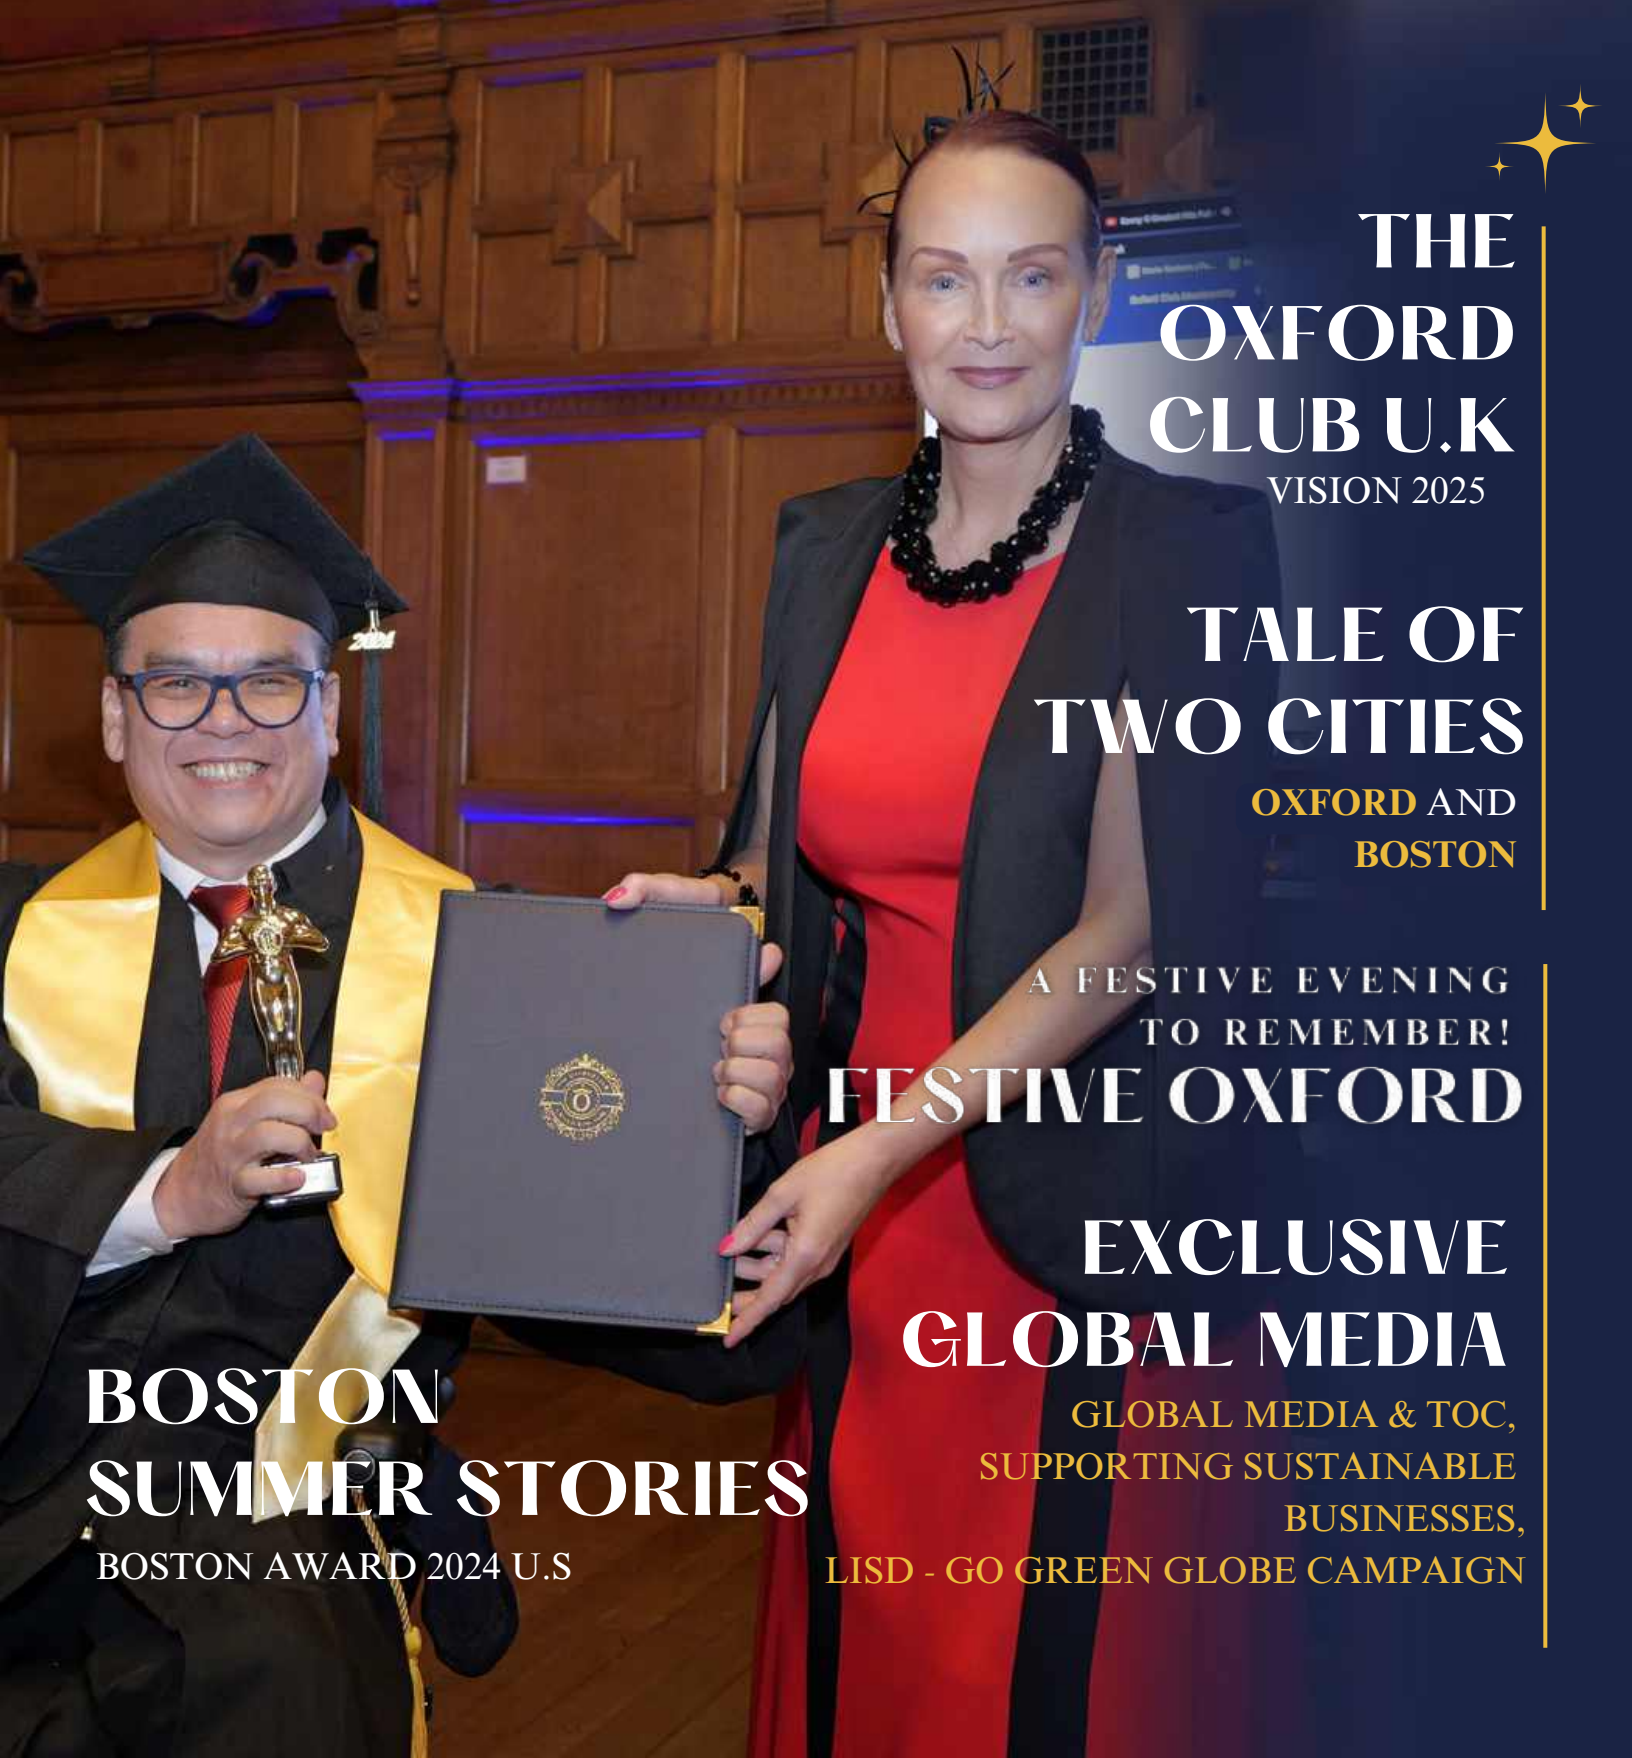 THE
OXFORD
CLUB U.K
VISION 2025
TALE OF
TWO CITIES
OXFORD AND
BOSTON
A FESTIVE EVENING
TO REMEMBER!
FESTIVE OXFORD
EXCLUSIVE
GLOBAL MEDIA
GLOBAL MEDIA & TOC,
SUPPORTING SUSTAINABLE
BUSINESSES,
LISD - GO GREEN GLOBE CAMPAIGN
BOSTON
SUMMER STORIES
BOSTON AWARD 2024 U.S
2024
O